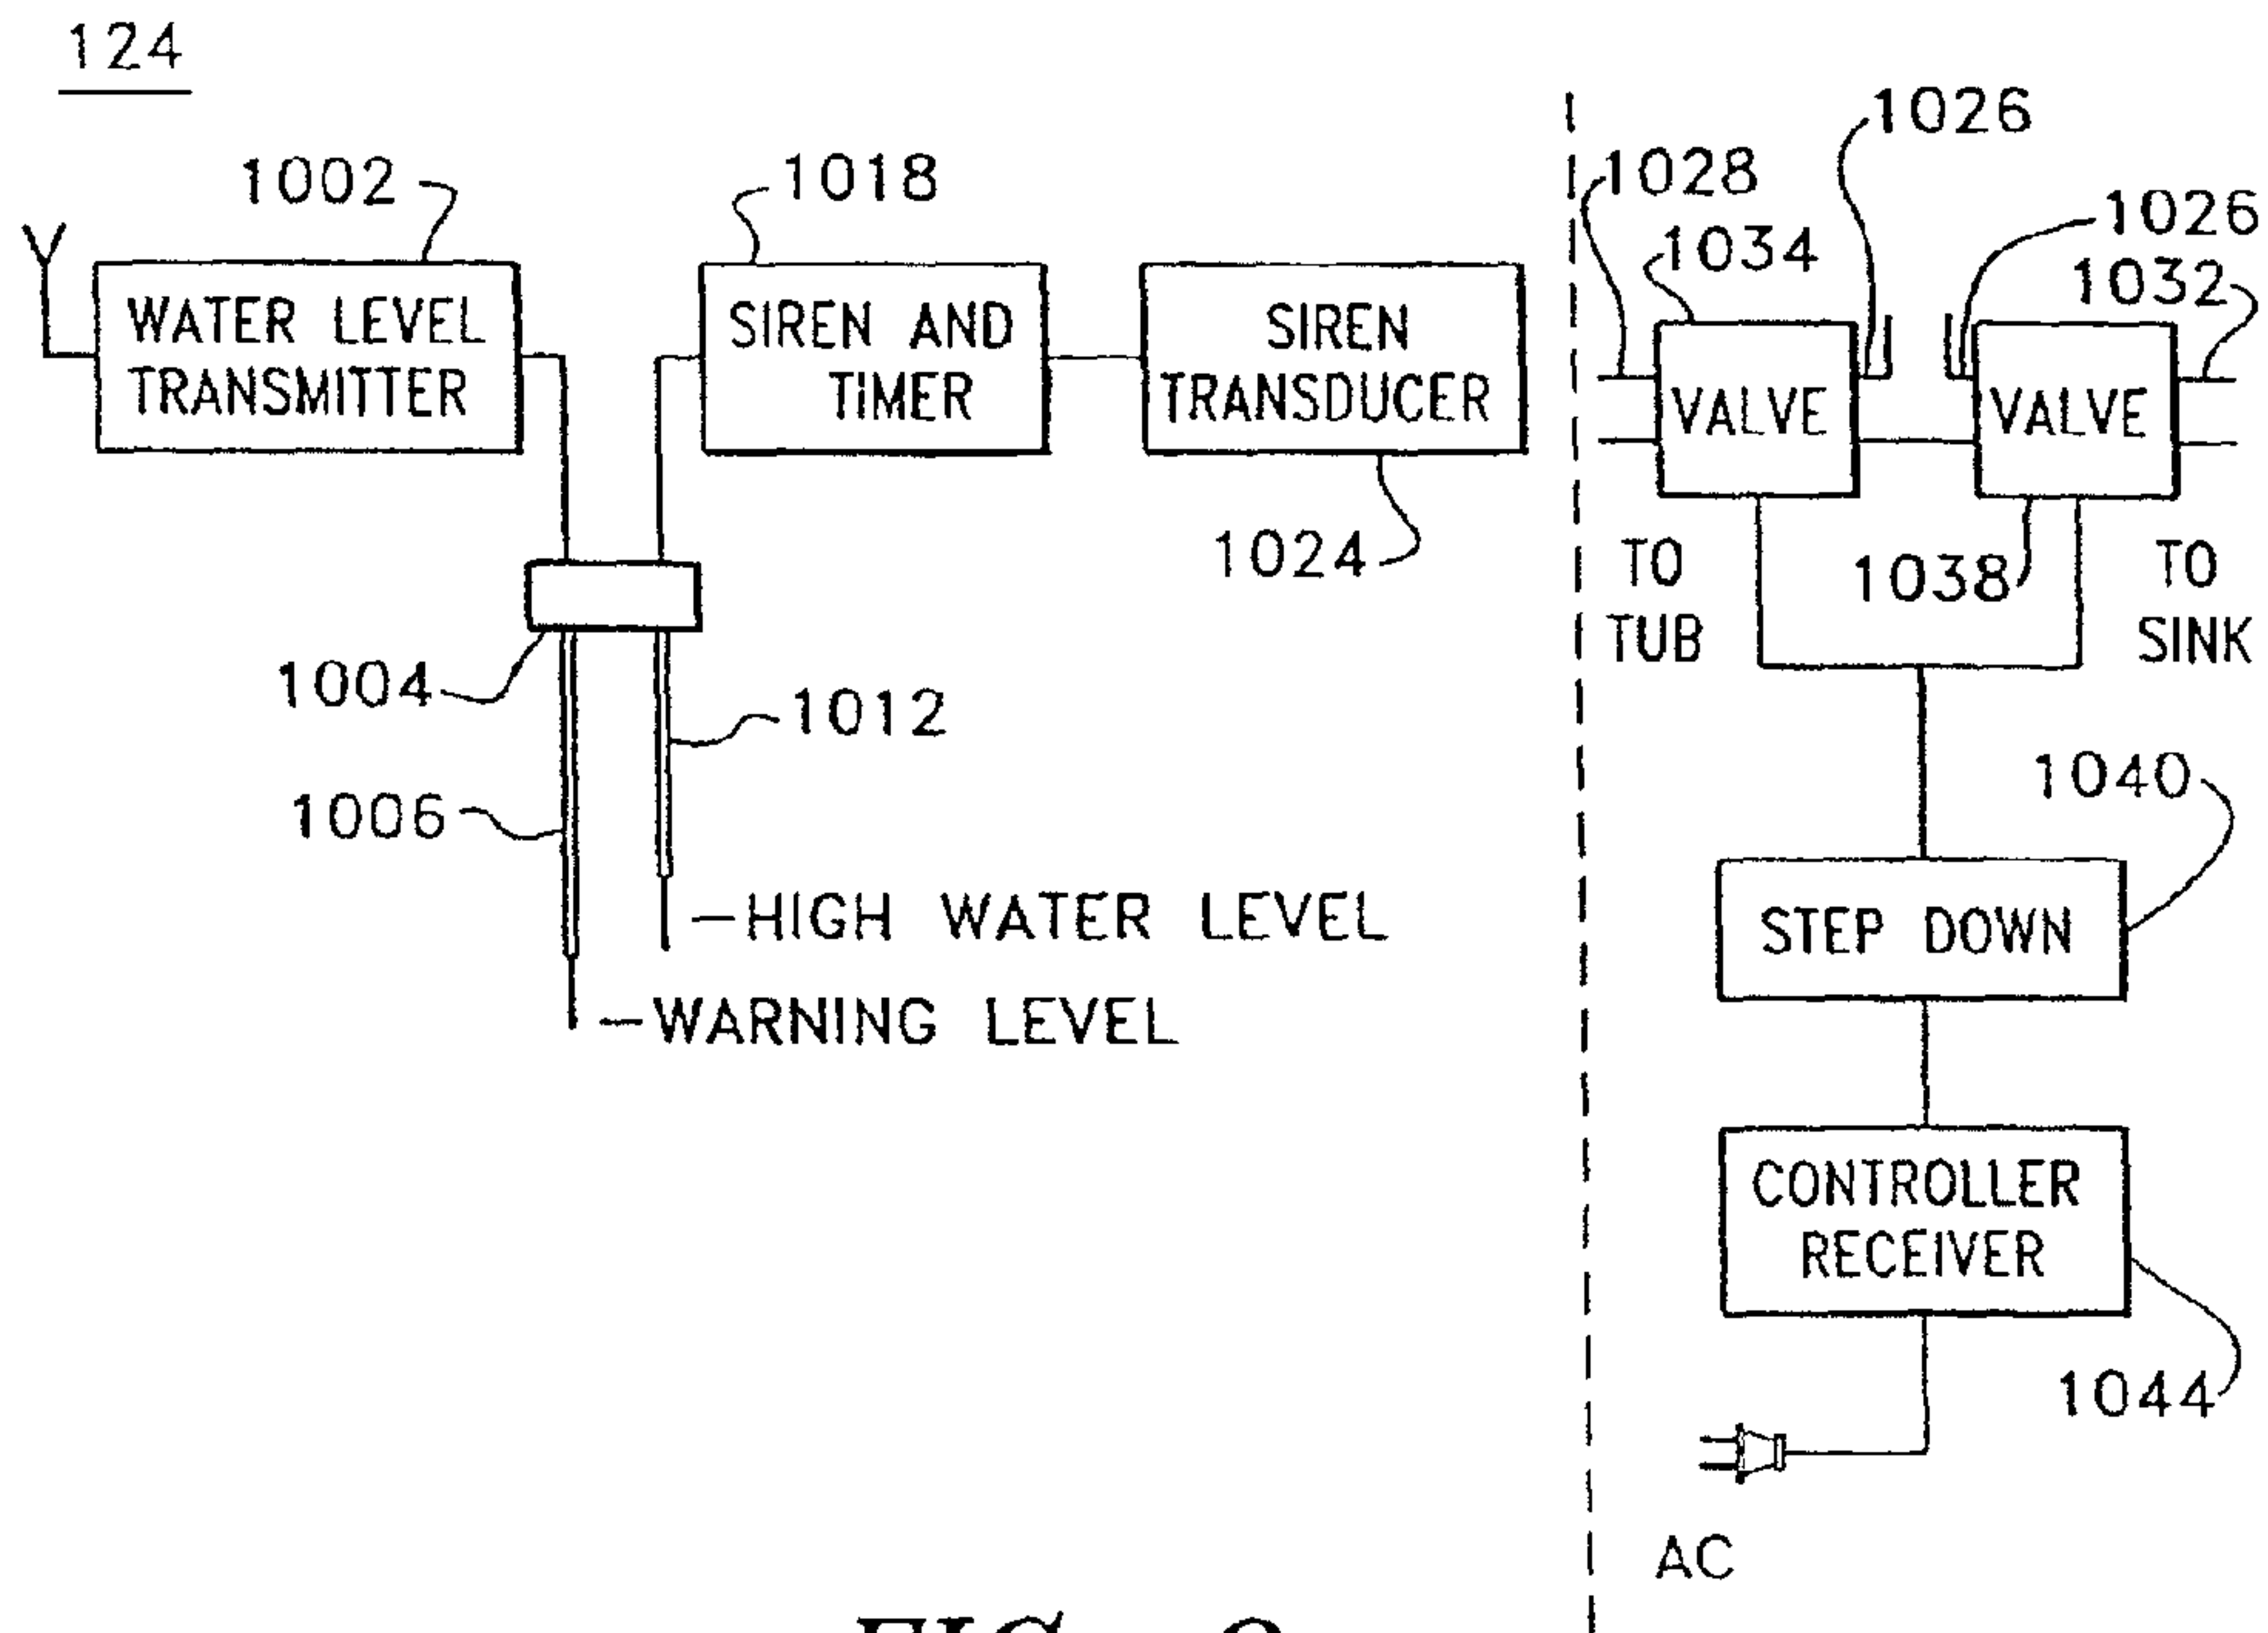 124
1002
1018
1026
1028
1034
1026
1032
WATER LEVEL
TRANSMITTER
SIREN AND
TIMER
SIREN
TRANSDUCER
VALVE
VALVE
1024
TO
TUB
1038
TO
SINK
1004
1012
1006
1040
-HIGH WATER LEVEL
STEP DOWN
-WARNING LEVEL
CONTROLLER
RECEIVER
1044
AC
FIG.